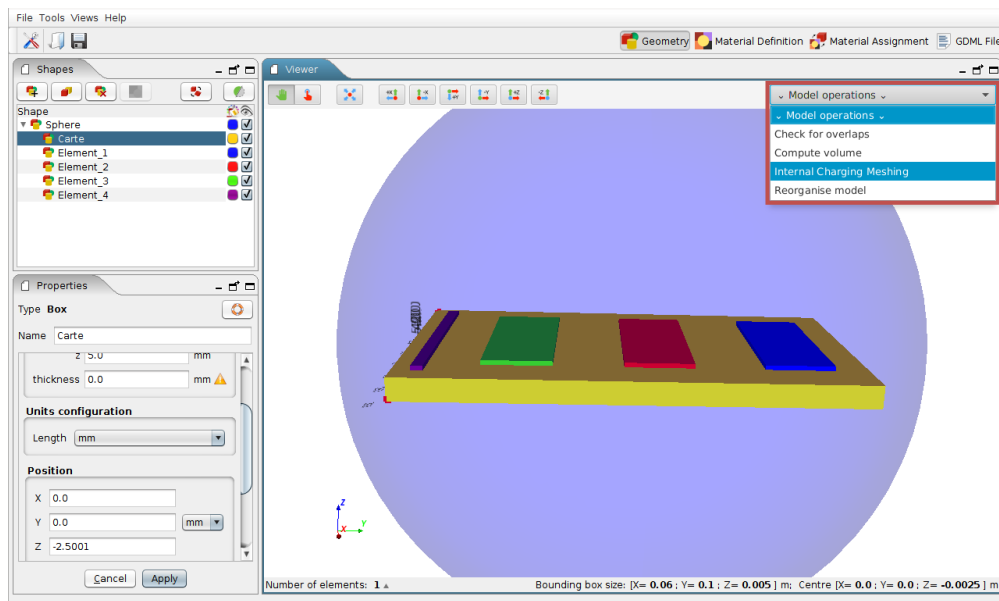 File Tools Views Help
Geometry Material Definition Material Assignment GDML File
Shapes
Shape
Sphere
Carte
Element_1
Element_2
Element_3
Element_4
Properties
Type Box
Name Carte
z 5.0 mm
thickness 0.0 mm
Units configuration
Length mm
Position
X 0.0
Y 0.0 mm
Z -2.5001
Cancel Apply
Viewer
+X -X +Y -Y +Z -Z
⌄ Model operations ⌄
⌄ Model operations ⌄
Check for overlaps
Compute volume
Internal Charging Meshing
Reorganise model
Z
X Y
Number of elements: 1 Bounding box size: [X= 0.06 ; Y= 0.1 ; Z= 0.005 ] m; Centre [X= 0.0 ; Y= 0.0 ; Z= -0.0025 ] m